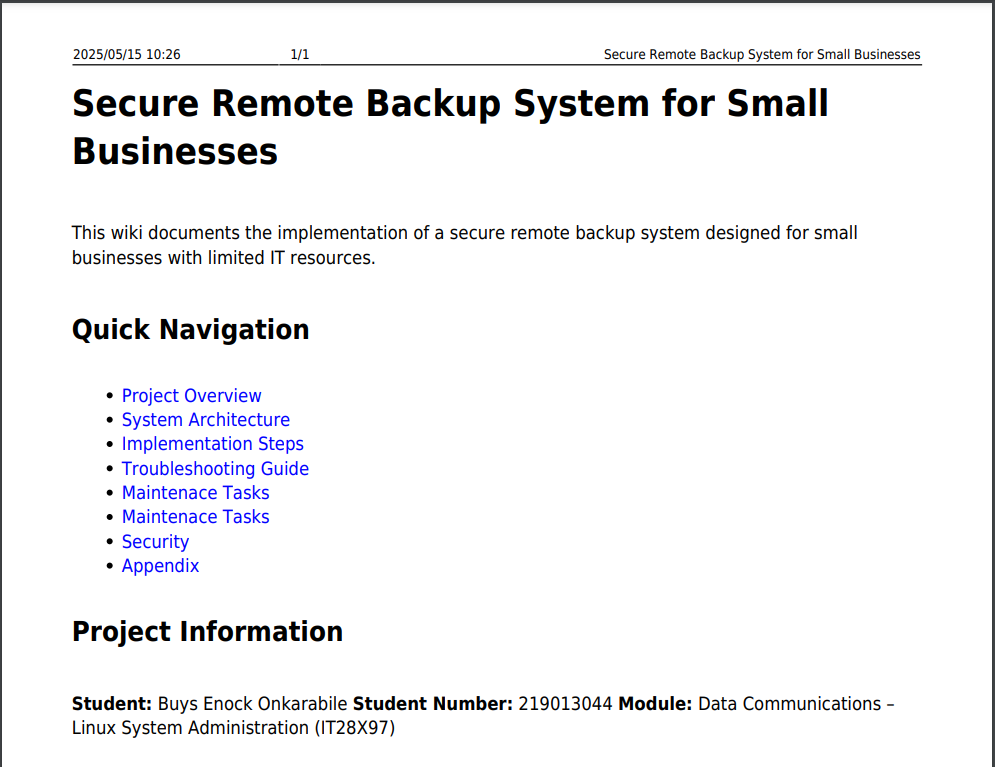 2025/05/15 10:26 1/1 Secure Remote Backup System for Small Businesses
Secure Remote Backup System for Small
Businesses
This wiki documents the implementation of a secure remote backup system designed for small
businesses with limited IT resources.
Quick Navigation
• Project Overview
• System Architecture
• Implementation Steps
• Troubleshooting Guide
• Maintenace Tasks
• Maintenace Tasks
• Security
• Appendix
Project Information
Student: Buys Enock Onkarabile Student Number: 219013044 Module: Data Communications –
Linux System Administration (IT28X97)